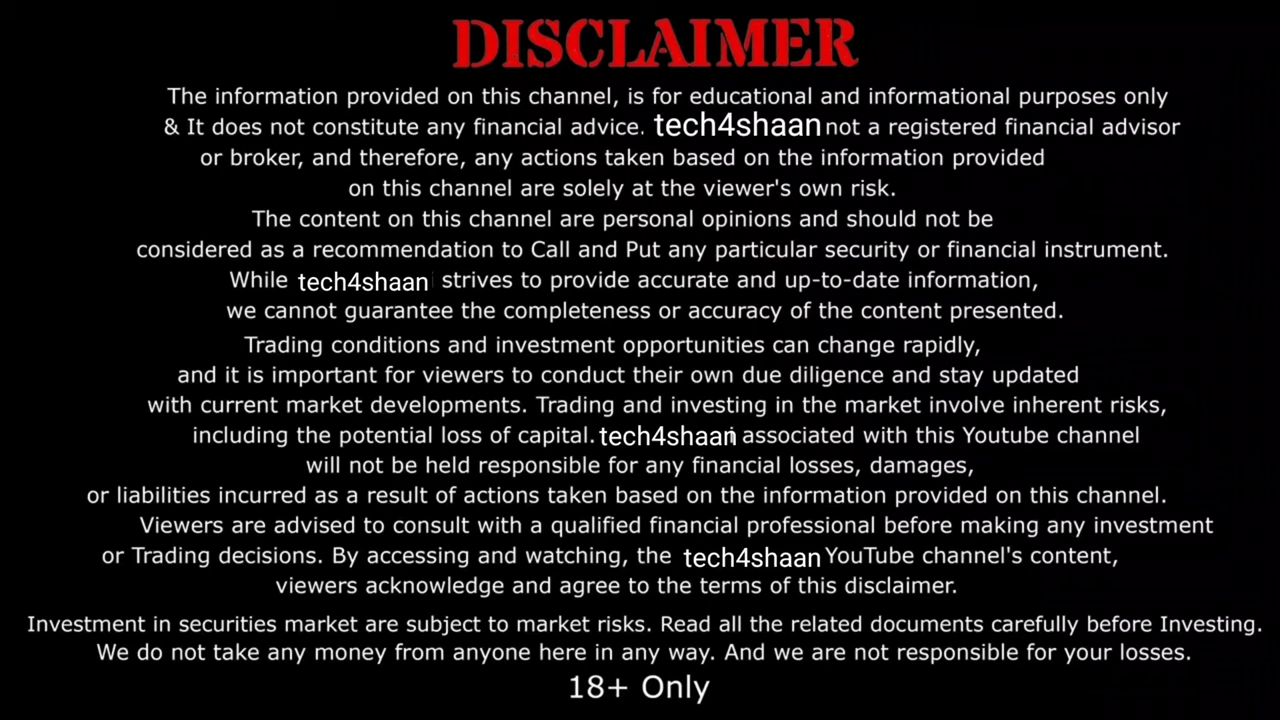 DISCLAIMER
The information provided on this channel, is for educational and informational purposes only
& It does not constitute any financial advice. tech4shaan not a registered financial advisor
or broker, and therefore, any actions taken based on the information provided
on this channel are solely at the viewer's own risk.
The content on this channel are personal opinions and should not be
considered as a recommendation to Call and Put any particular security or financial instrument.
While tech4shaan strives to provide accurate and up-to-date information,
we cannot guarantee the completeness or accuracy of the content presented.
Trading conditions and investment opportunities can change rapidly,
and it is important for viewers to conduct their own due diligence and stay updated
with current market developments. Trading and investing in the market involve inherent risks,
including the potential loss of capital. tech4shaan associated with this Youtube channel
will not be held responsible for any financial losses, damages,
or liabilities incurred as a result of actions taken based on the information provided on this channel.
Viewers are advised to consult with a qualified financial professional before making any investment
or Trading decisions. By accessing and watching, the tech4shaan YouTube channel's content,
viewers acknowledge and agree to the terms of this disclaimer.
Investment in securities market are subject to market risks. Read all the related documents carefully before Investing.
We do not take any money from anyone here in any way. And we are not responsible for your losses.
18+ Only